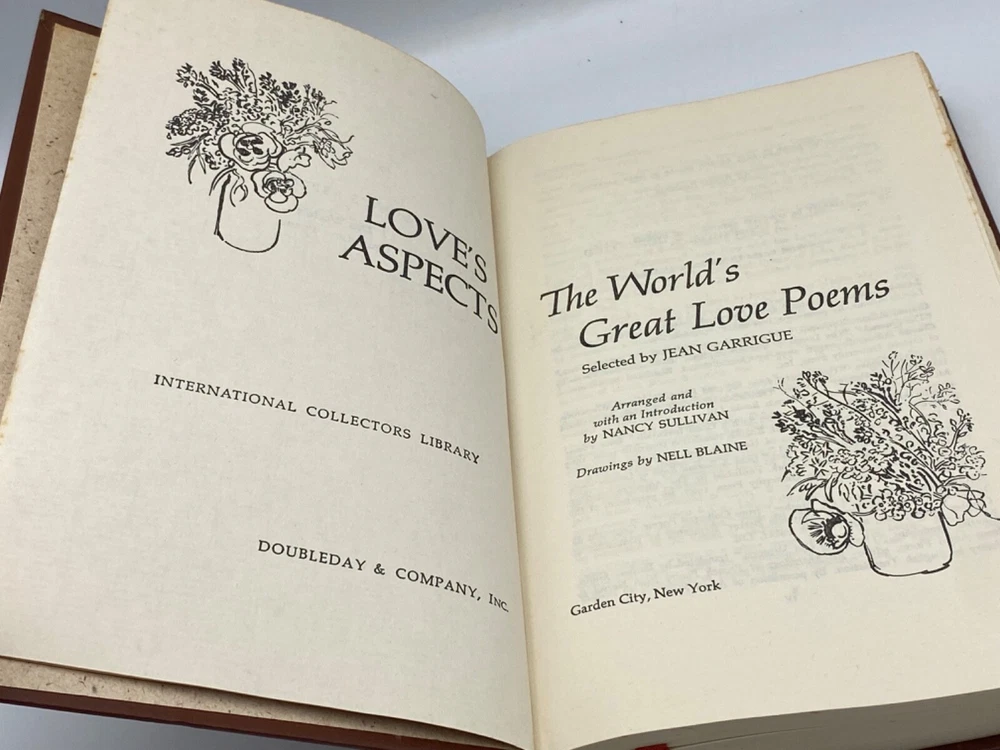 LOVE'S
ASPECTS
INTERNATIONAL COLLECTORS LIBRARY
DOUBLEDAY & COMPANY, INC.
The World's
Great Love Poems
Selected by JEAN GARRIGUE
Arranged and
with an Introduction
by NANCY SULLIVAN
Drawings by NELL BLAINE
Garden City, New York